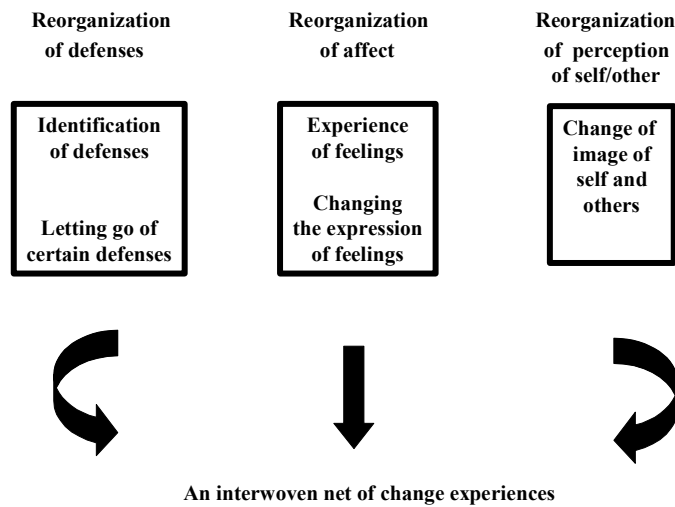 Reorganization
of defenses
Reorganization
of affect
Reorganization
of perception
of self/other
Identification
of defenses
Letting go of
certain defenses
Experience
of feelings
Changing
the expression
of feelings
Change of
image of
self and
others
An interwoven net of change experiences